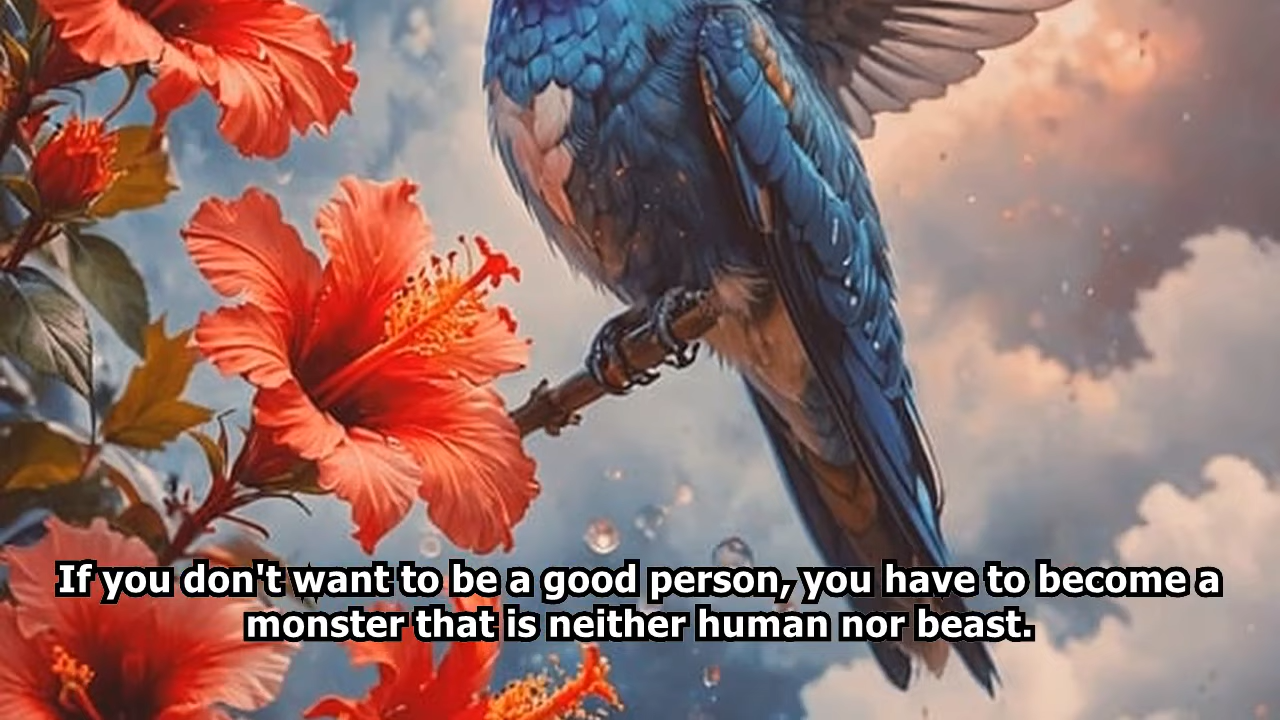 If you don't want to be a good person, you have to become a
monster that is neither human nor beast.